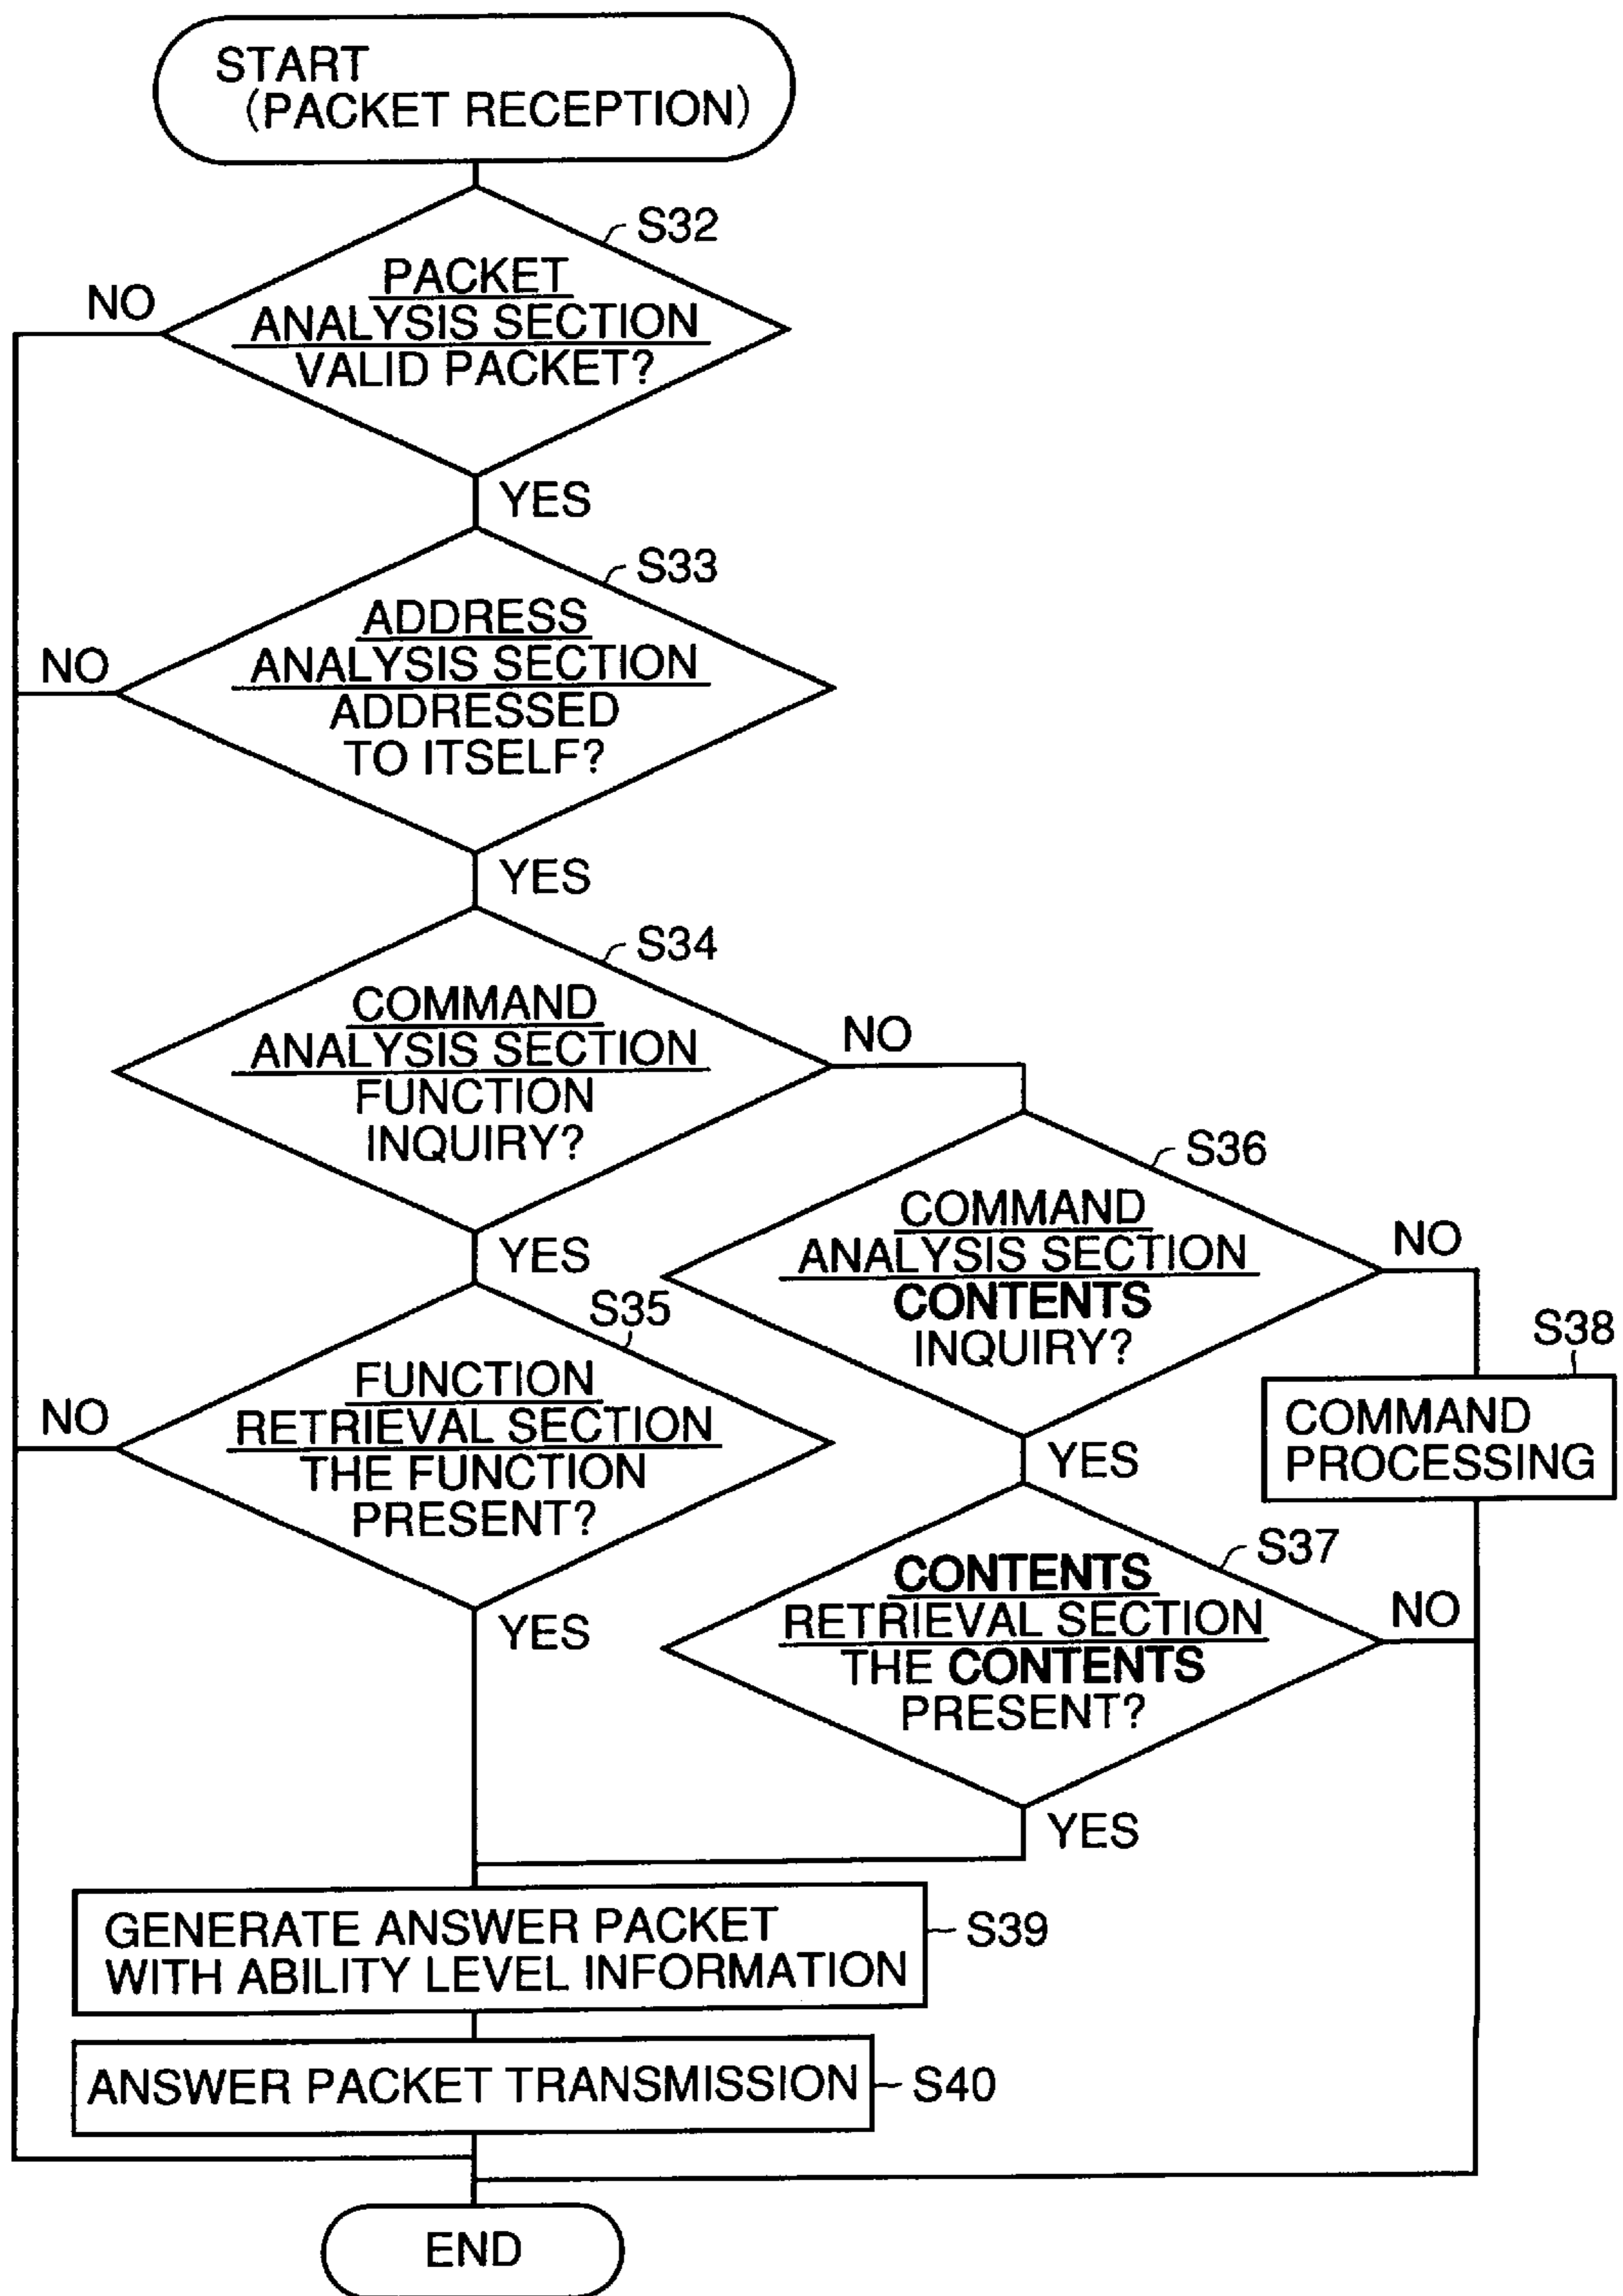 START
(PACKET RECEPTION)
S32
PACKET
ANALYSIS SECTION
VALID PACKET?
NO
YES
S33
ADDRESS
ANALYSIS SECTION
ADDRESSED
TO ITSELF?
NO
YES
S34
COMMAND
ANALYSIS SECTION
FUNCTION
INQUIRY?
NO
YES
S36
COMMAND
ANALYSIS SECTION
CONTENTS
INQUIRY?
NO
YES
S35
FUNCTION
RETRIEVAL SECTION
THE FUNCTION
PRESENT?
NO
YES
S38
COMMAND
PROCESSING
S37
CONTENTS
RETRIEVAL SECTION
THE CONTENTS
PRESENT?
NO
YES
GENERATE ANSWER PACKET
WITH ABILITY LEVEL INFORMATION
S39
ANSWER PACKET TRANSMISSION
S40
END